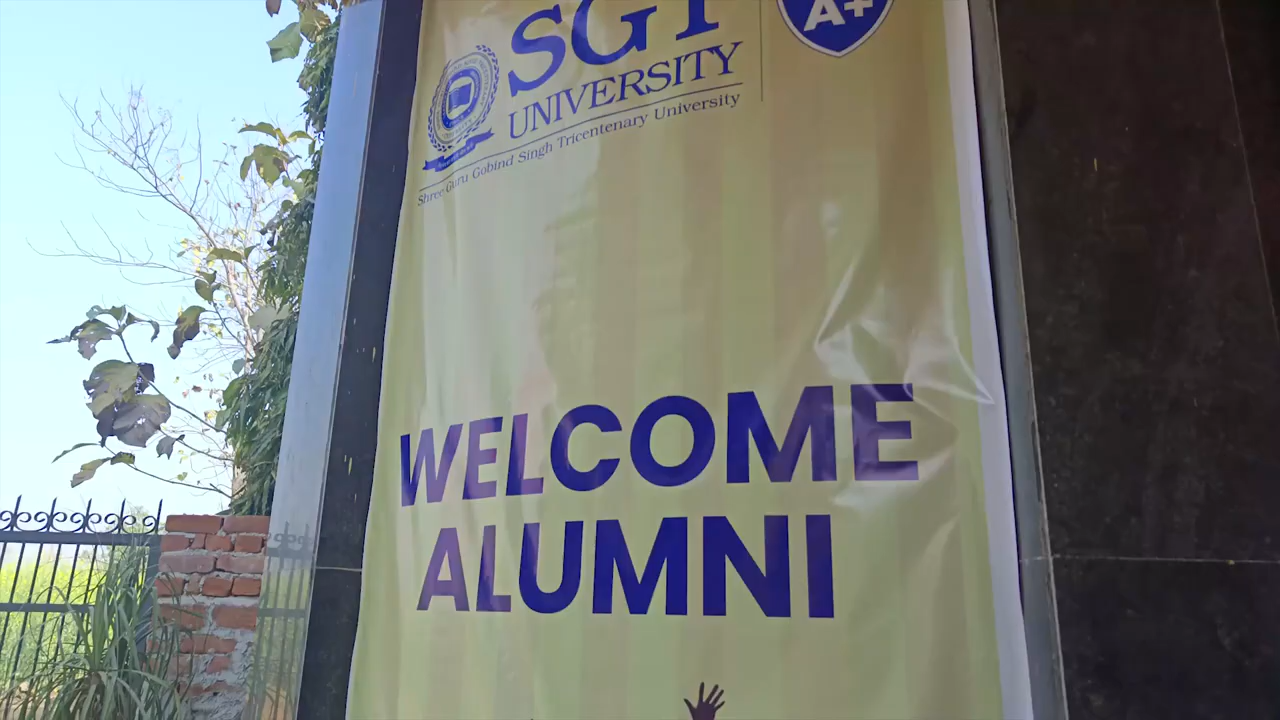 SGT
A+
UNIVERSITY
Shree Guru Gobind Singh Tricentenary University
WELCOME
ALUMNI